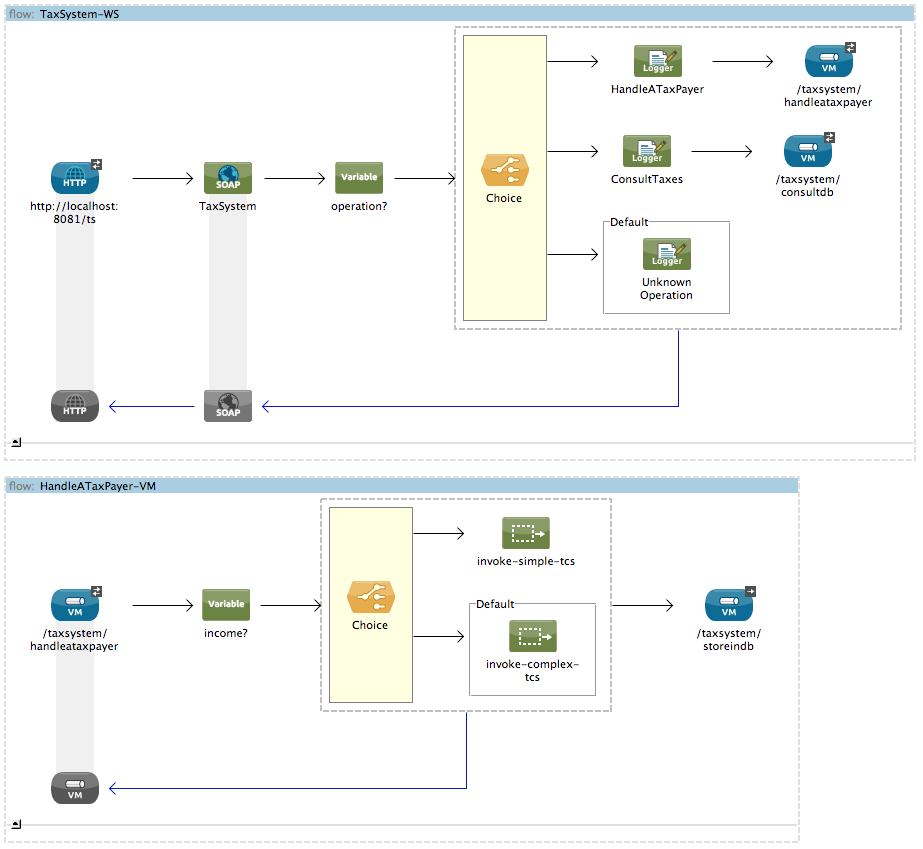 flow: TaxSystem-WS
HTTP
http://localhost:
8081/ts
SOAP
TaxSystem
Variable
operation?
Choice
Logger
HandleATaxPayer
VM
/taxsystem/
handleataxpayer
Logger
ConsultTaxes
VM
/taxsystem/
consultdb
Default
Logger
Unknown
Operation
HTTP
SOAP
flow: HandleATaxPayer-VM
VM
/taxsystem/
handleataxpayer
Variable
income?
Choice
invoke-simple-tcs
Default
invoke-complex-
tcs
VM
/taxsystem/
storeindb
VM